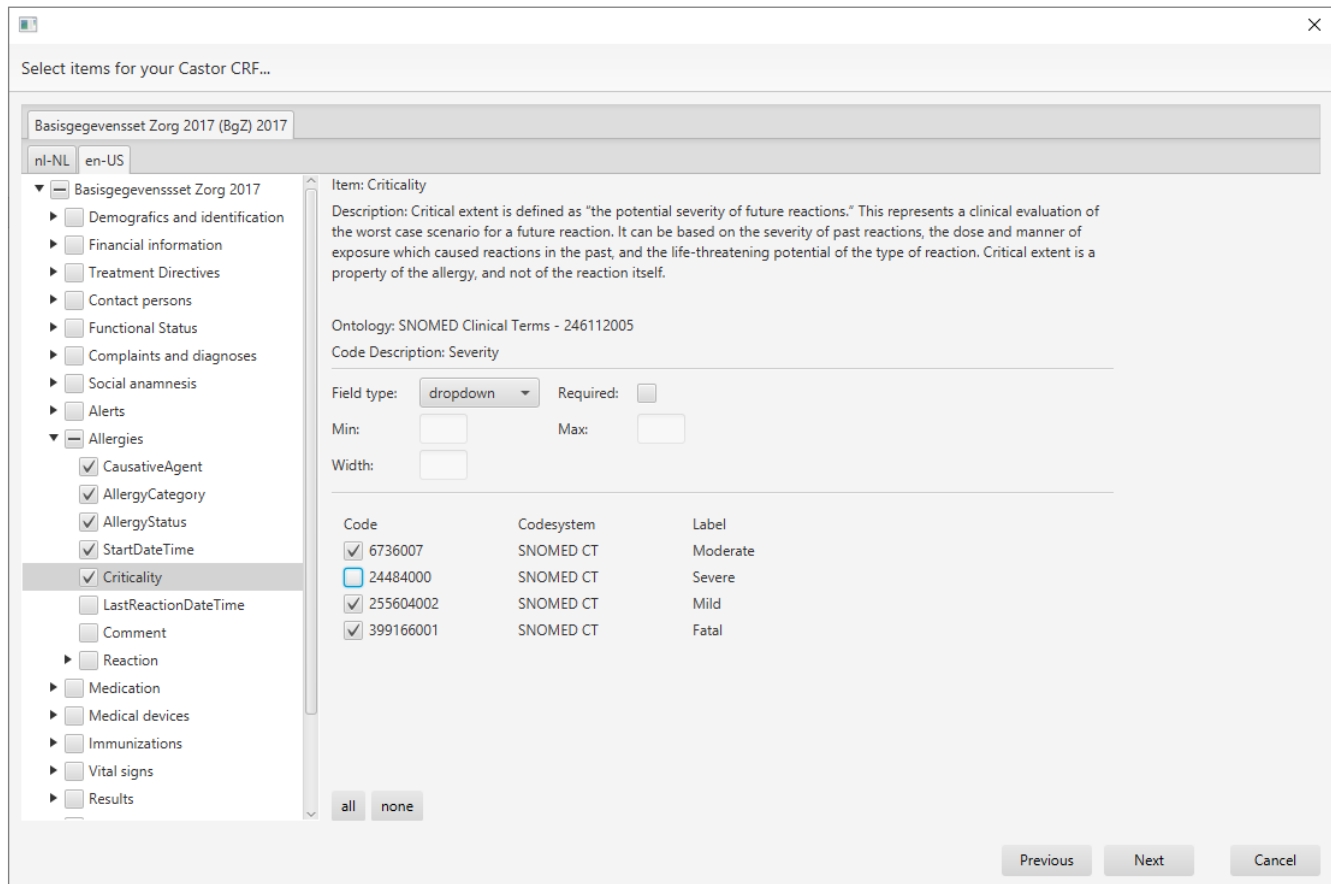 Select items for your Castor CRF...
Basisgegevensset Zorg 2017 (BgZ) 2017
nl-NL en-US
Basisgegevenssset Zorg 2017
Demografics and identification
Financial information
Treatment Directives
Contact persons
Functional Status
Complaints and diagnoses
Social anamnesis
Alerts
Allergies
CausativeAgent
AllergyCategory
AllergyStatus
StartDateTime
Criticality
LastReactionDateTime
Comment
Reaction
Medication
Medical devices
Immunizations
Vital signs
Results
Item: Criticality
Description: Critical extent is defined as “the potential severity of future reactions.” This represents a clinical evaluation of
the worst case scenario for a future reaction. It can be based on the severity of past reactions, the dose and manner of
exposure which caused reactions in the past, and the life-threatening potential of the type of reaction. Critical extent is a
property of the allergy, and not of the reaction itself.
Ontology: SNOMED Clinical Terms - 246112005
Code Description: Severity
Field type: dropdown Required:
Min: Max:
Width:
Code Codesystem Label
6736007 SNOMED CT Moderate
24484000 SNOMED CT Severe
255604002 SNOMED CT Mild
399166001 SNOMED CT Fatal
all none
Previous Next Cancel